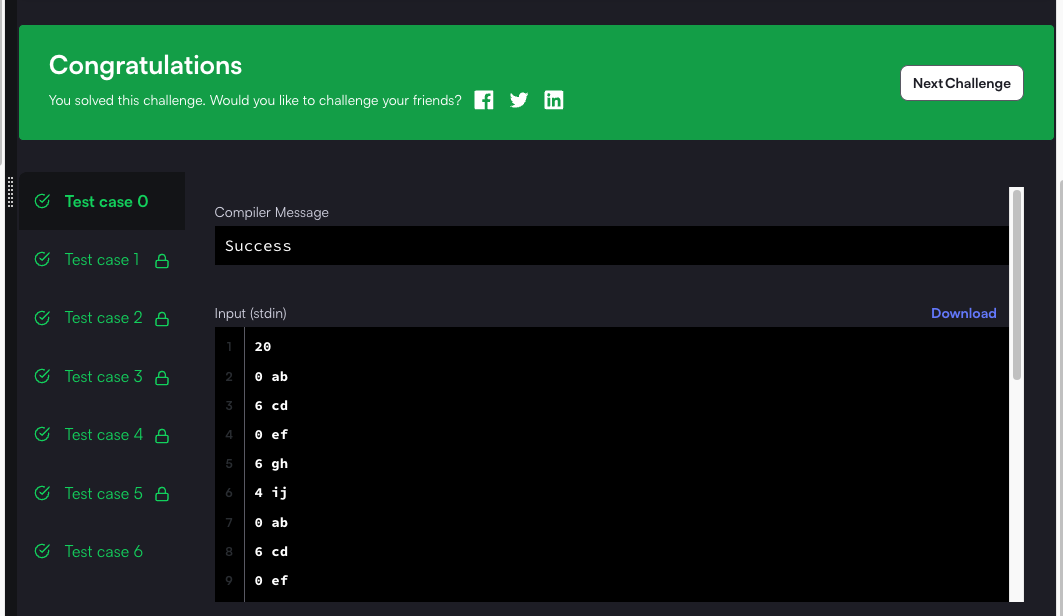 Congratulations
You solved this challenge. Would you like to challenge your friends?
Next Challenge
Test case 0
Test case 1
Test case 2
Test case 3
Test case 4
Test case 5
Test case 6
Compiler Message
Success
Input (stdin)
Download
1 20
2 0 ab
3 6 cd
4 0 ef
5 6 gh
6 4 ij
7 0 ab
8 6 cd
9 0 ef